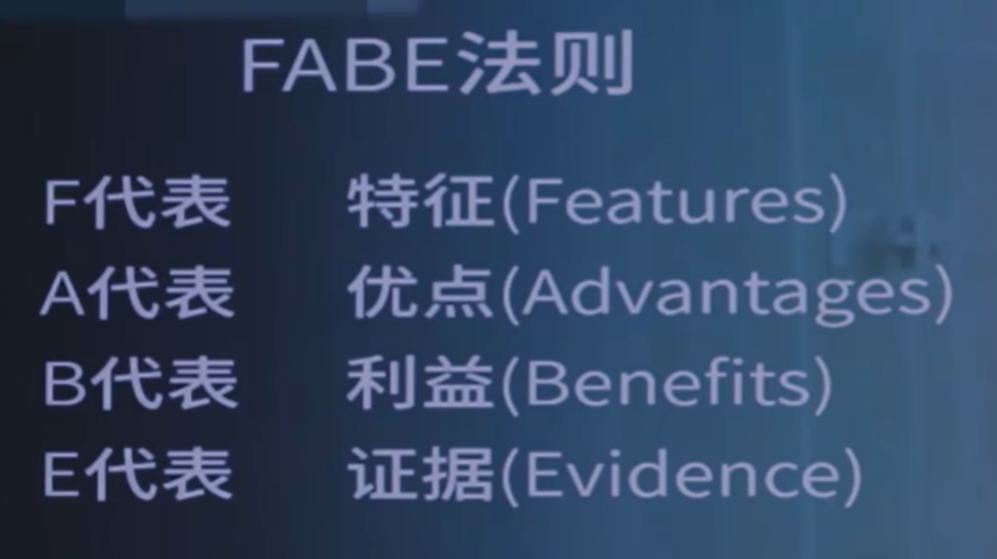 FABE法则
F代表 特征(Features)
A代表 优点(Advantages)
B代表 利益(Benefits)
E代表 证据(Evidence)